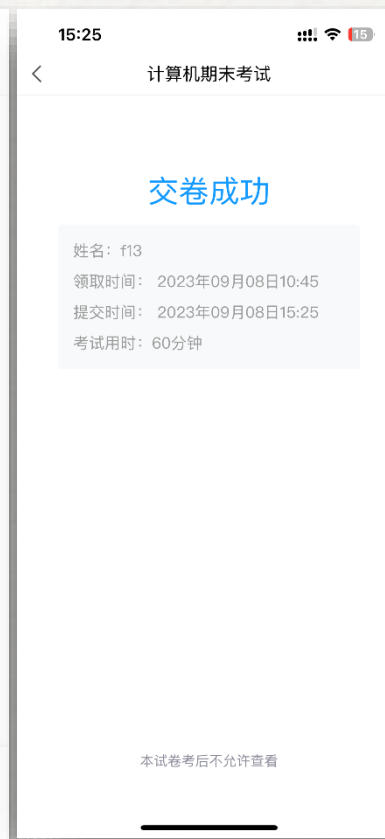 15:25
15
计算机期末考试
交卷成功
姓名：f13
领取时间： 2023年09月08日10:45
提交时间： 2023年09月08日15:25
考试用时：60分钟
本试卷考后不允许查看